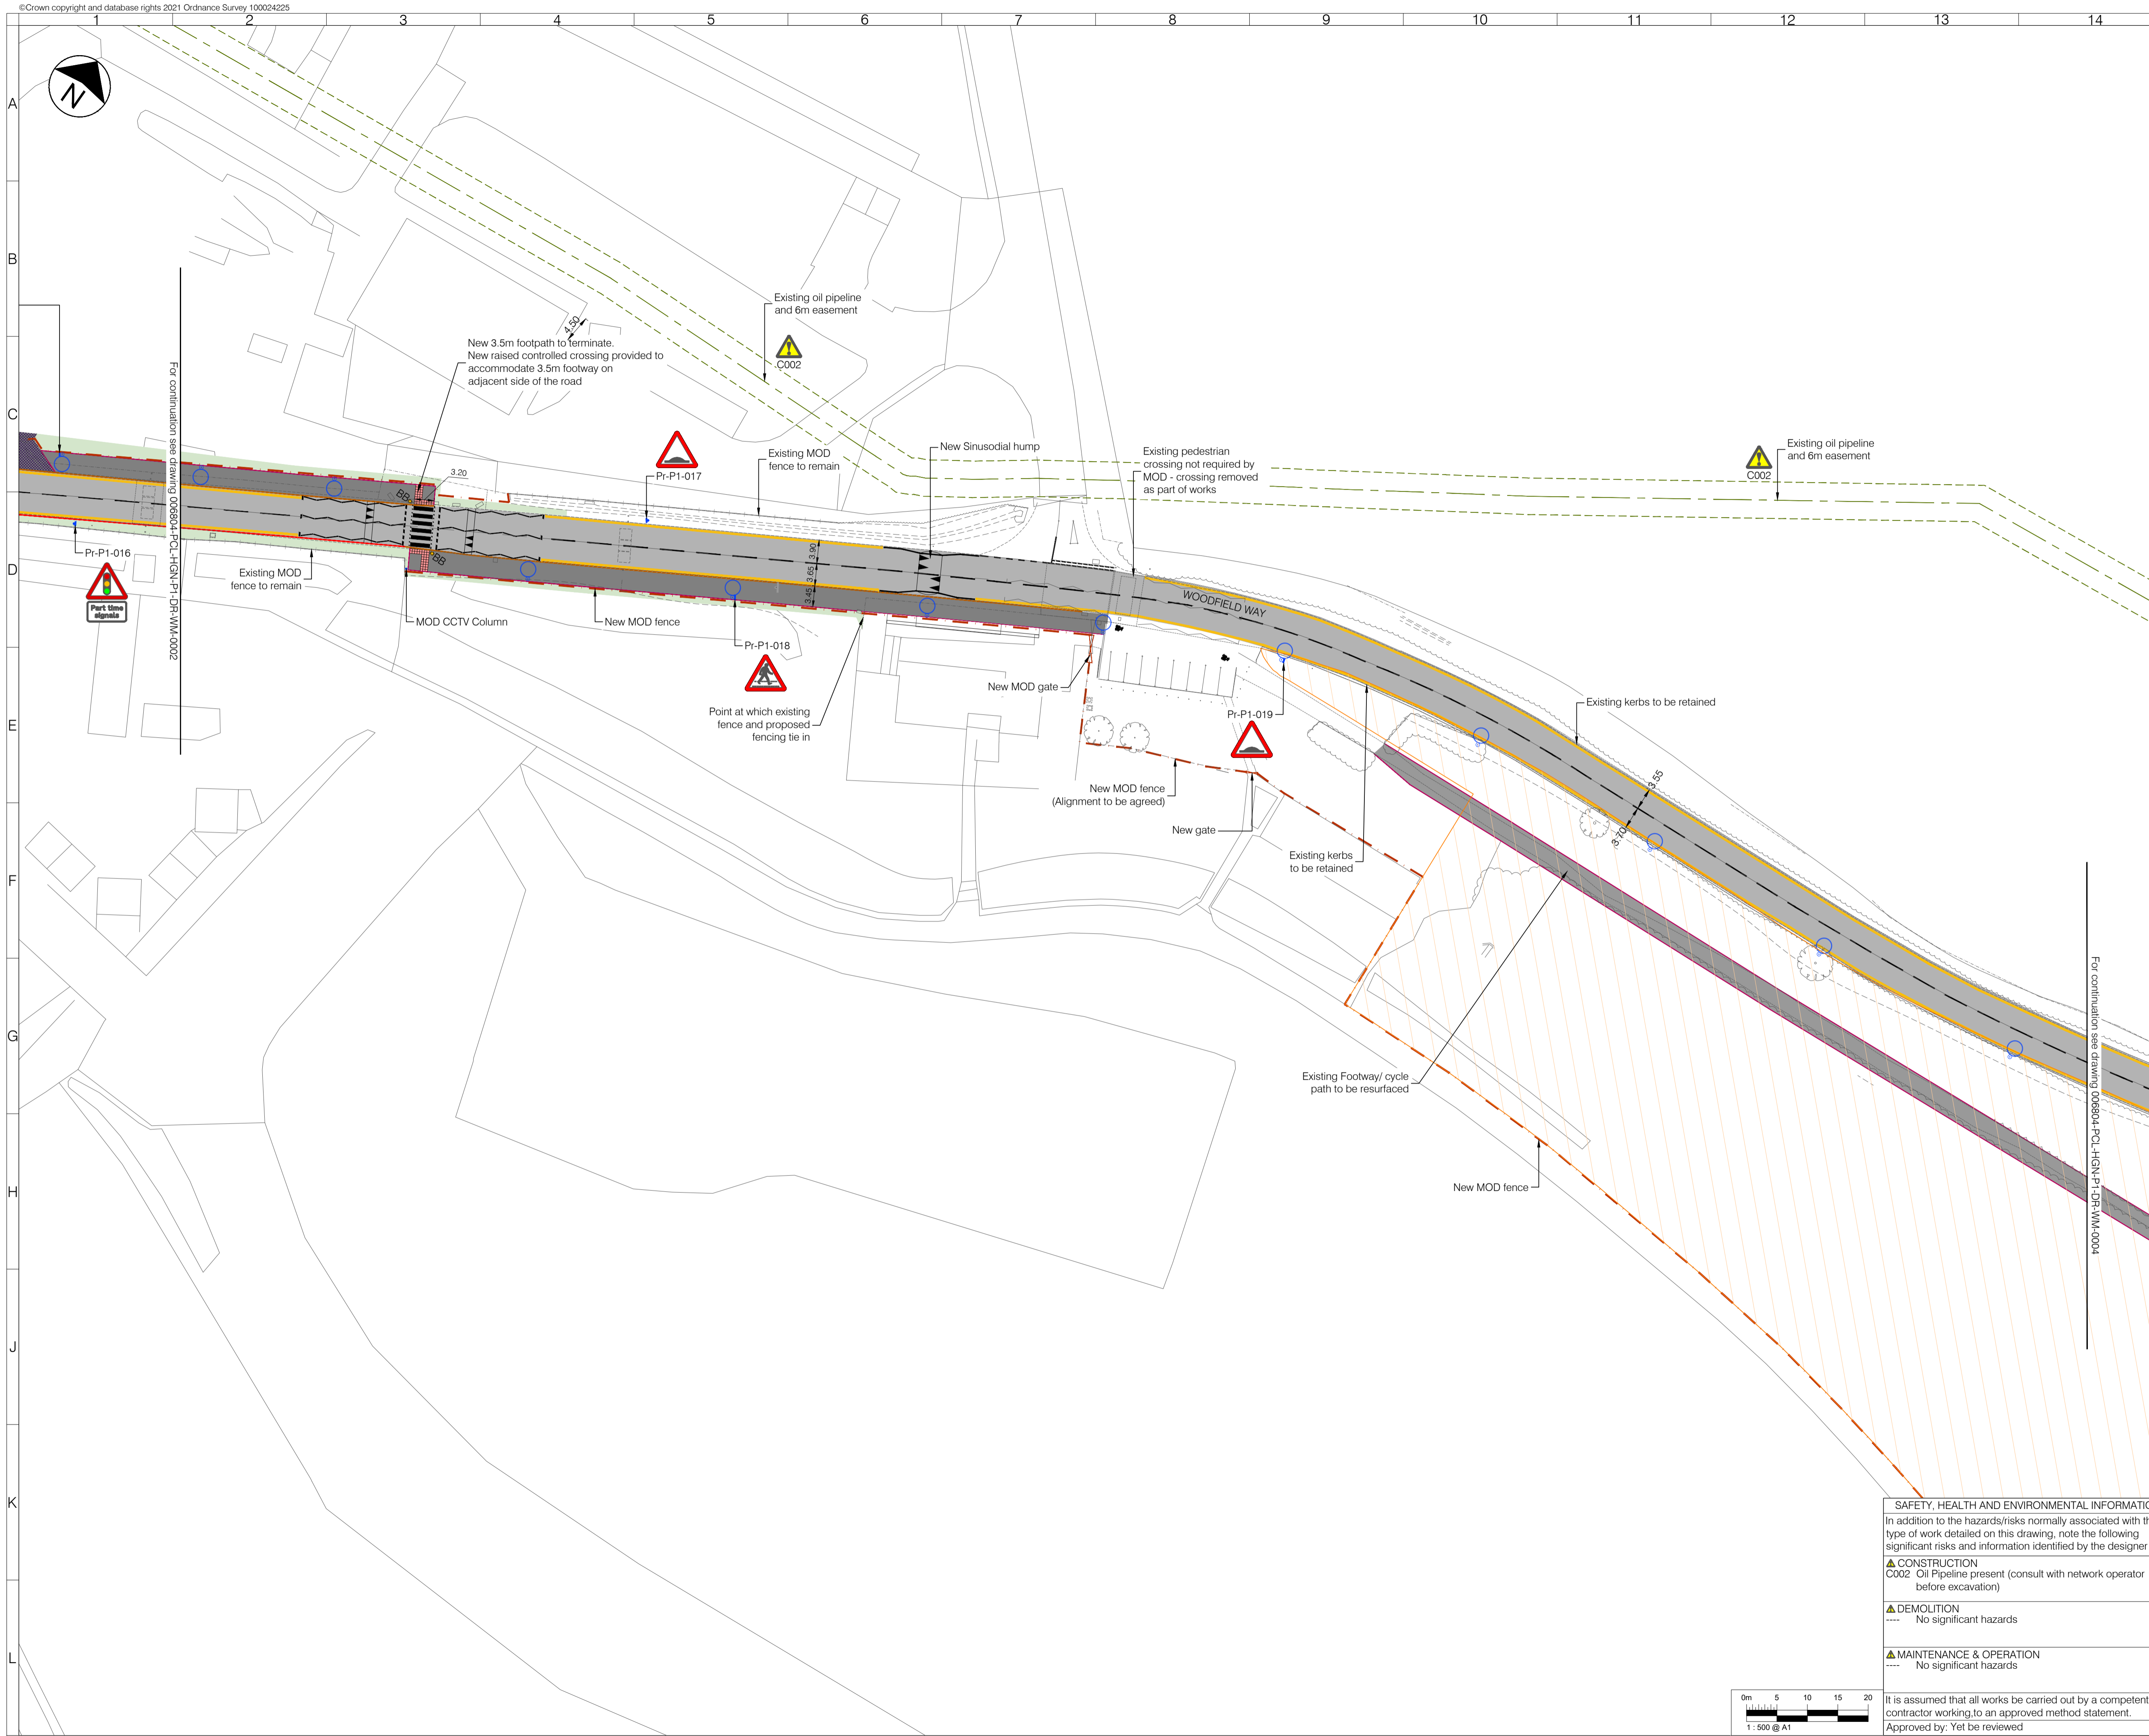 ©Crown copyright and database rights 2021 Ordnance Survey 100024225
1 2 3 4 5 6 7 8 9 10 11 12 13 14
A
B
C
D
E
F
G
H
J
K
L
N
For continuation see drawing 006804-PCL-HGN-P1-DR-WM-0002
Existing oil pipeline
and 6m easement
C002
4.50
New 3.5m footpath to terminate.
New raised controlled crossing provided to
accommodate 3.5m footway on
adjacent side of the road
Pr-P1-017
Existing MOD
fence to remain
New Sinusodial hump
Existing pedestrian
crossing not required by
MOD - crossing removed
as part of works
Existing oil pipeline
and 6m easement
C002
3.20
BB
BB
Pr-P1-016
Part time
signals
Existing MOD
fence to remain
MOD CCTV Column
New MOD fence
3.90
3.65
3.45
Pr-P1-018
WOODFIELD WAY
Point at which existing
fence and proposed
fencing tie in
New MOD gate
Pr-P1-019
Existing kerbs to be retained
New MOD fence
(Alignment to be agreed)
New gate
3.55
3.70
Existing kerbs
to be retained
Existing Footway/ cycle
path to be resurfaced
New MOD fence
For continuation see drawing 006804-PCL-HGN-P1-DR-WM-0004
SAFETY, HEALTH AND ENVIRONMENTAL INFORMATIO
In addition to the hazards/risks normally associated with th
type of work detailed on this drawing, note the following
significant risks and information identified by the designer
CONSTRUCTION
C002 Oil Pipeline present (consult with network operator
before excavation)
DEMOLITION
---- No significant hazards
MAINTENANCE & OPERATION
---- No significant hazards
It is assumed that all works be carried out by a competent
contractor working,to an approved method statement.
Approved by: Yet be reviewed
0m 5 10 15 20
1 : 500 @ A1